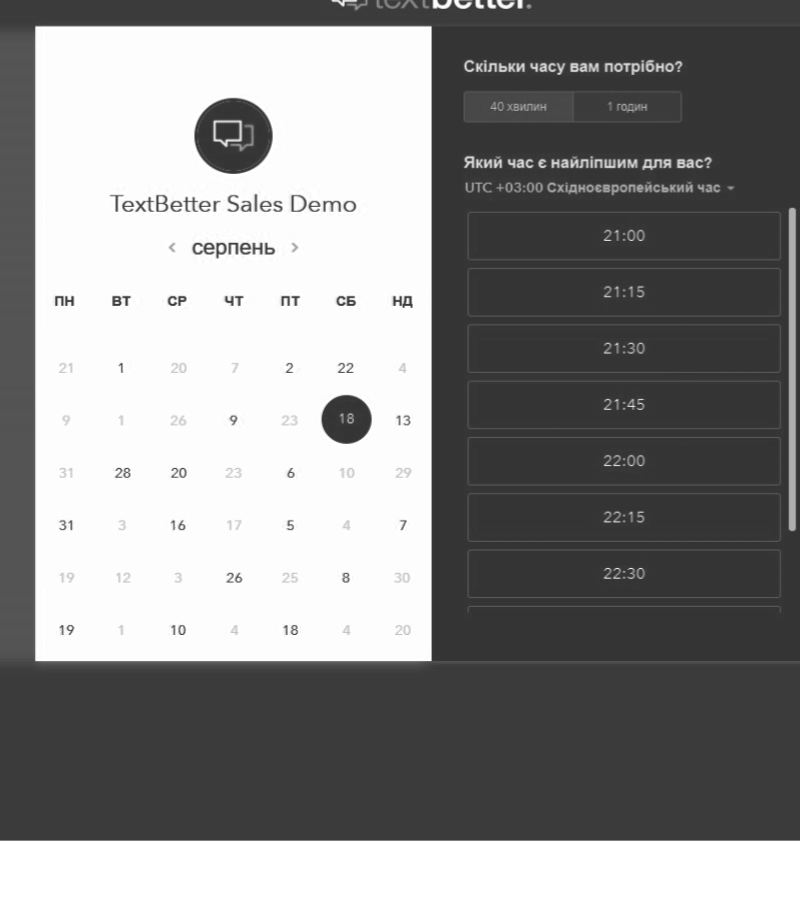 textbetter.
TextBetter Sales Demo
< серпень >
ПН ВТ СР ЧТ ПТ СБ НД
21 1 20 7 2 22 4
9 1 26 9 23 18 13
31 28 20 23 6 10 29
31 3 16 17 5 4 7
19 12 3 26 25 8 30
19 1 10 4 18 4 20
Скільки часу вам потрібно?
40 хвилин 1 годин
Який час є найліпшим для вас?
UTC +03:00 Східноєвропейський час
21:00
21:15
21:30
21:45
22:00
22:15
22:30